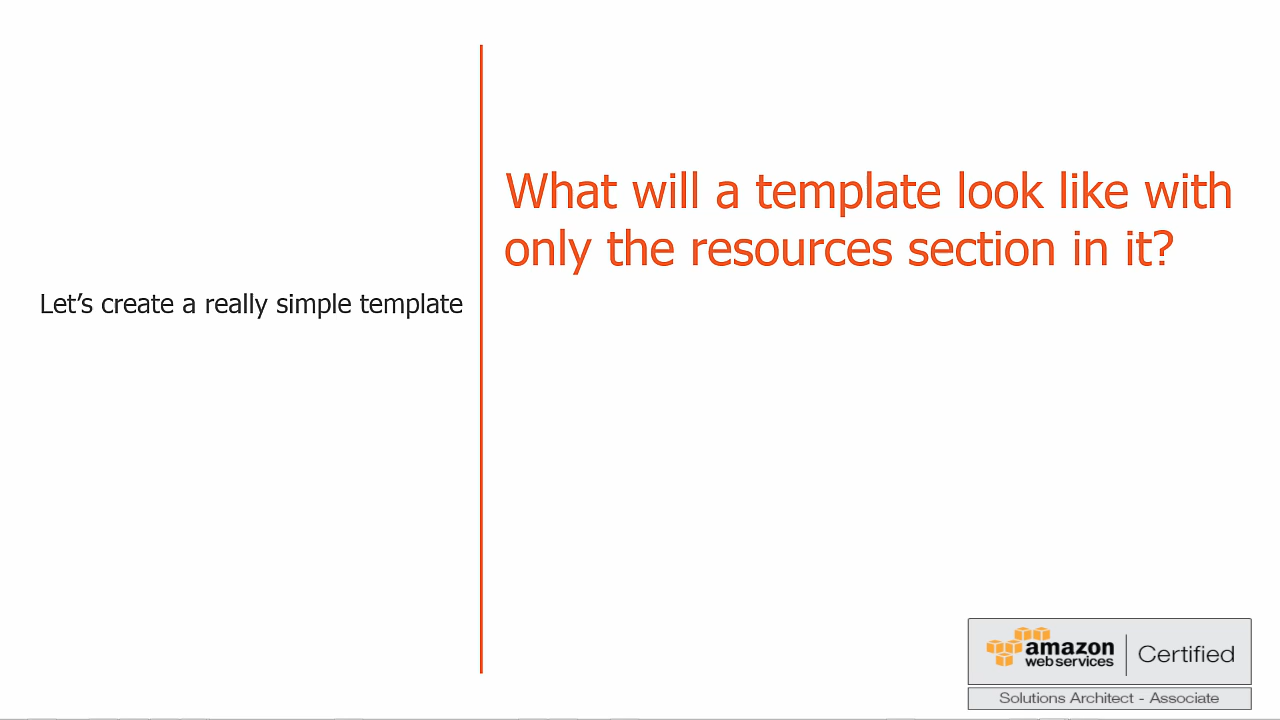 Let's create a really simple template
What will a template look like with
only the resources section in it?
amazon
web services
Certified
Solutions Architect - Associate